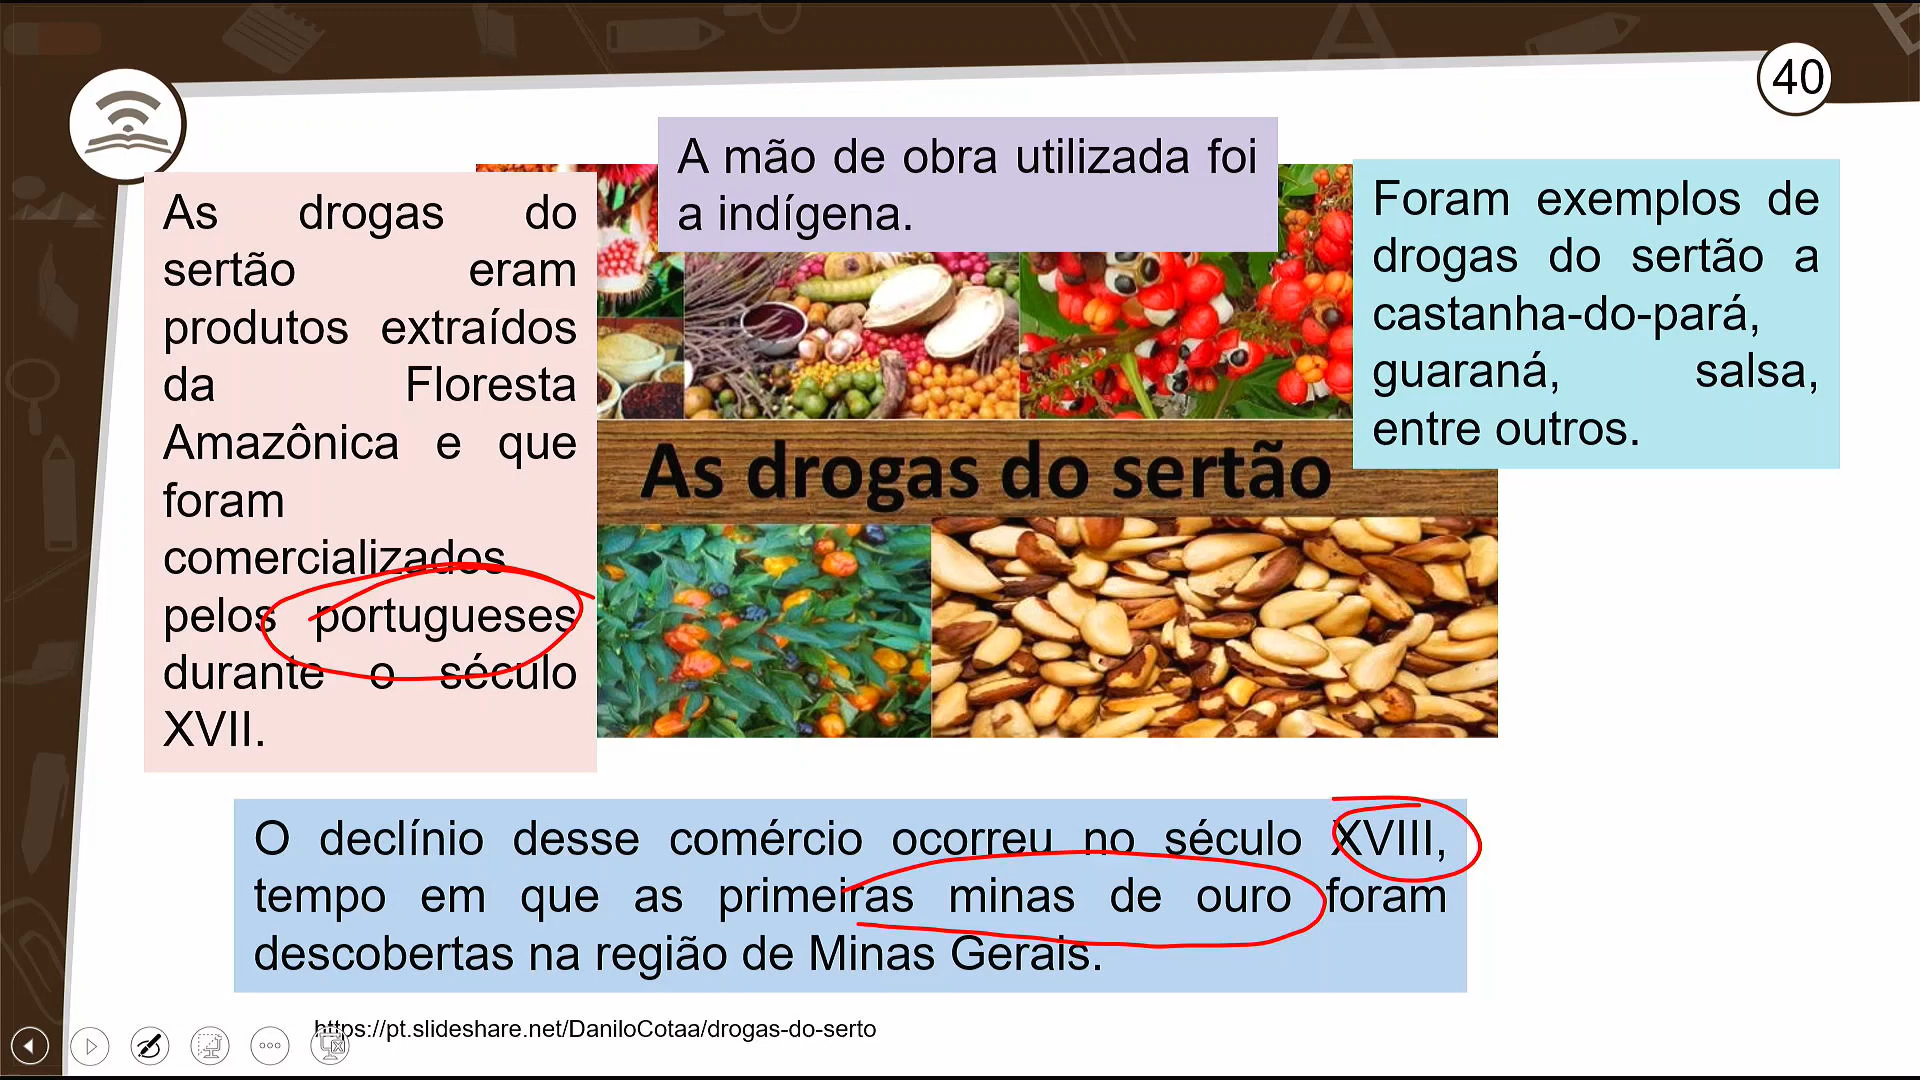 40
A mão de obra utilizada foi
a indígena.
As drogas do
sertão eram
produtos extraídos
da Floresta
Amazônica e que
foram
comercializados
pelos portugueses
durante o século
XVII.
Foram exemplos de
drogas do sertão a
castanha-do-pará,
guaraná, salsa,
entre outros.
As drogas do sertão
O declínio desse comércio ocorreu no século XVIII,
tempo em que as primeiras minas de ouro foram
descobertas na região de Minas Gerais.
https://pt.slideshare.net/DaniloCotaa/drogas-do-serto